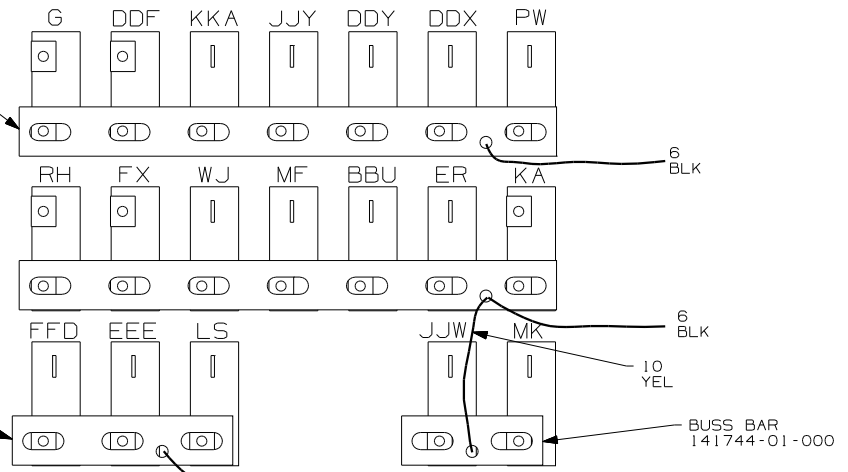 G DDF KKA JJY DDY DDX PW
6
BLK
RH FX WJ MF BBU ER KA
6
BLK
FFD EEE LS JJW MK
10
YEL
BUSS BAR
141744-01-000